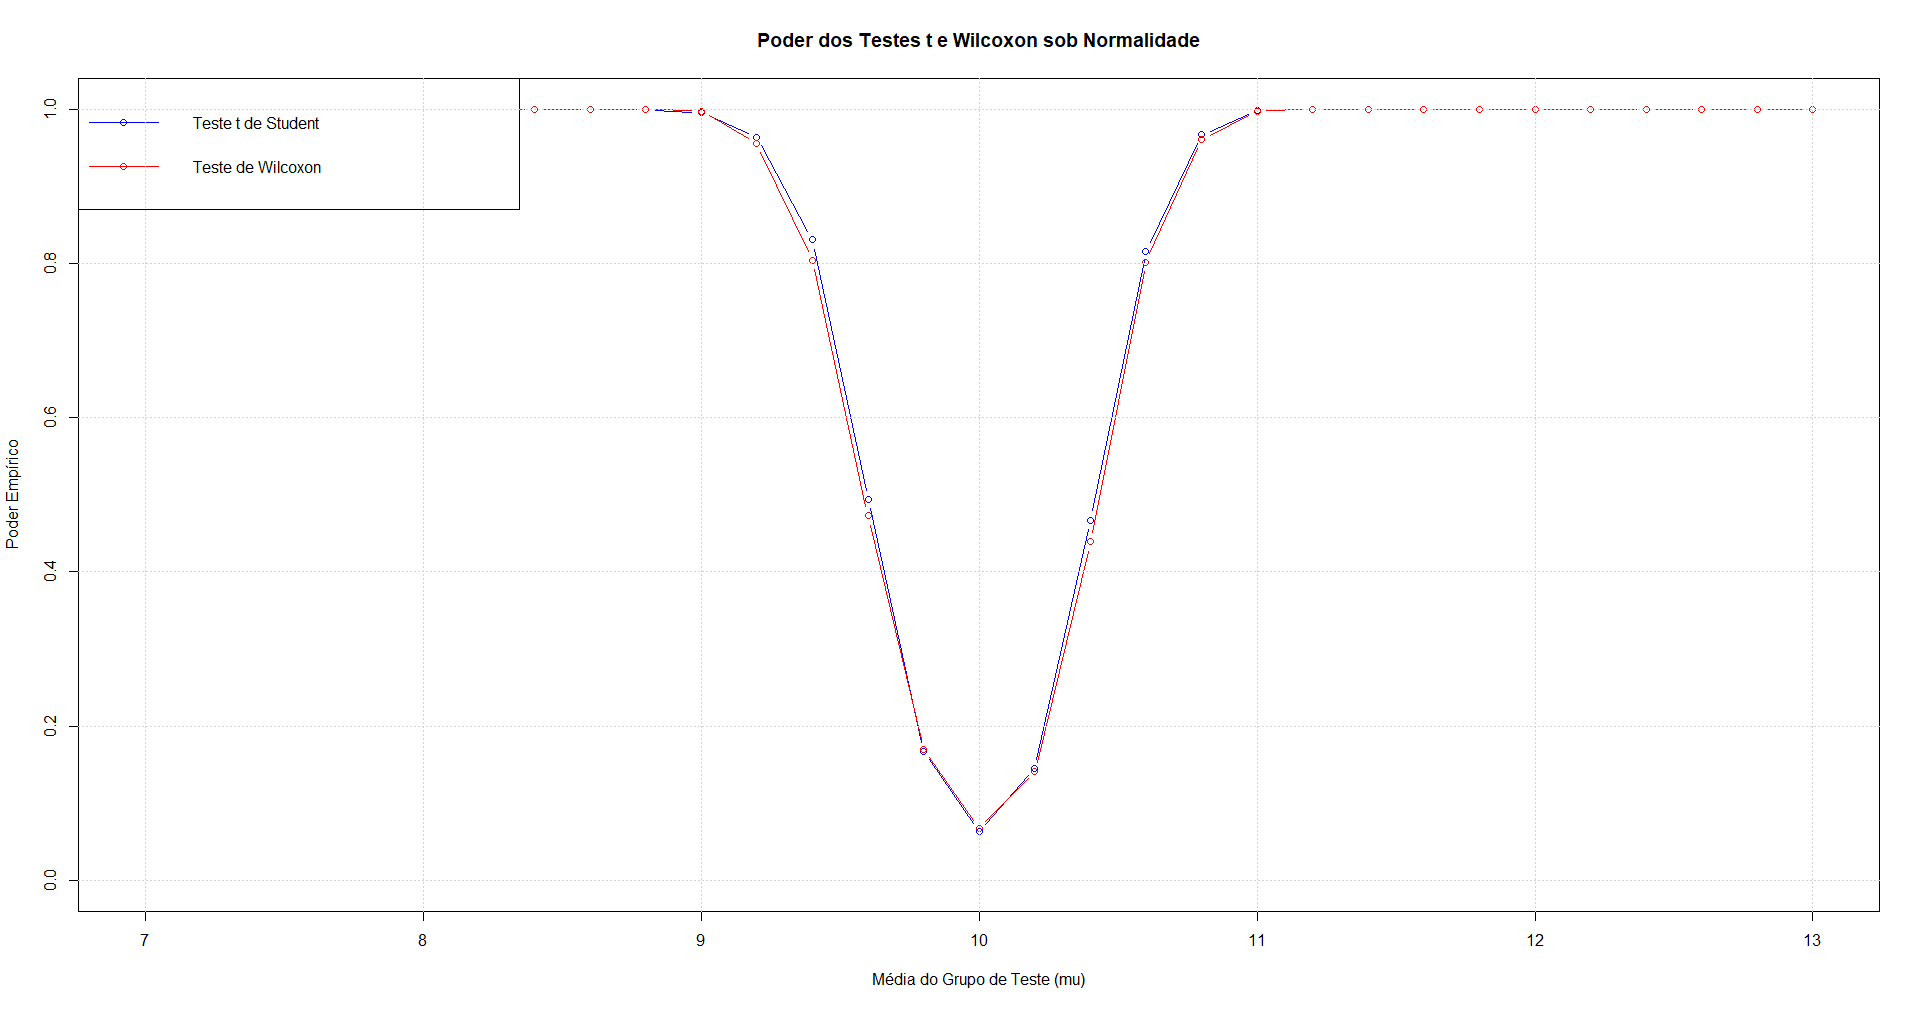 Poder dos Testes t e Wilcoxon sob Normalidade
Teste t de Student
Teste de Wilcoxon
Poder Empírico
1.0
0.8
0.6
0.4
0.2
0.0
7 8 9 10 11 12 13
Média do Grupo de Teste (mu)